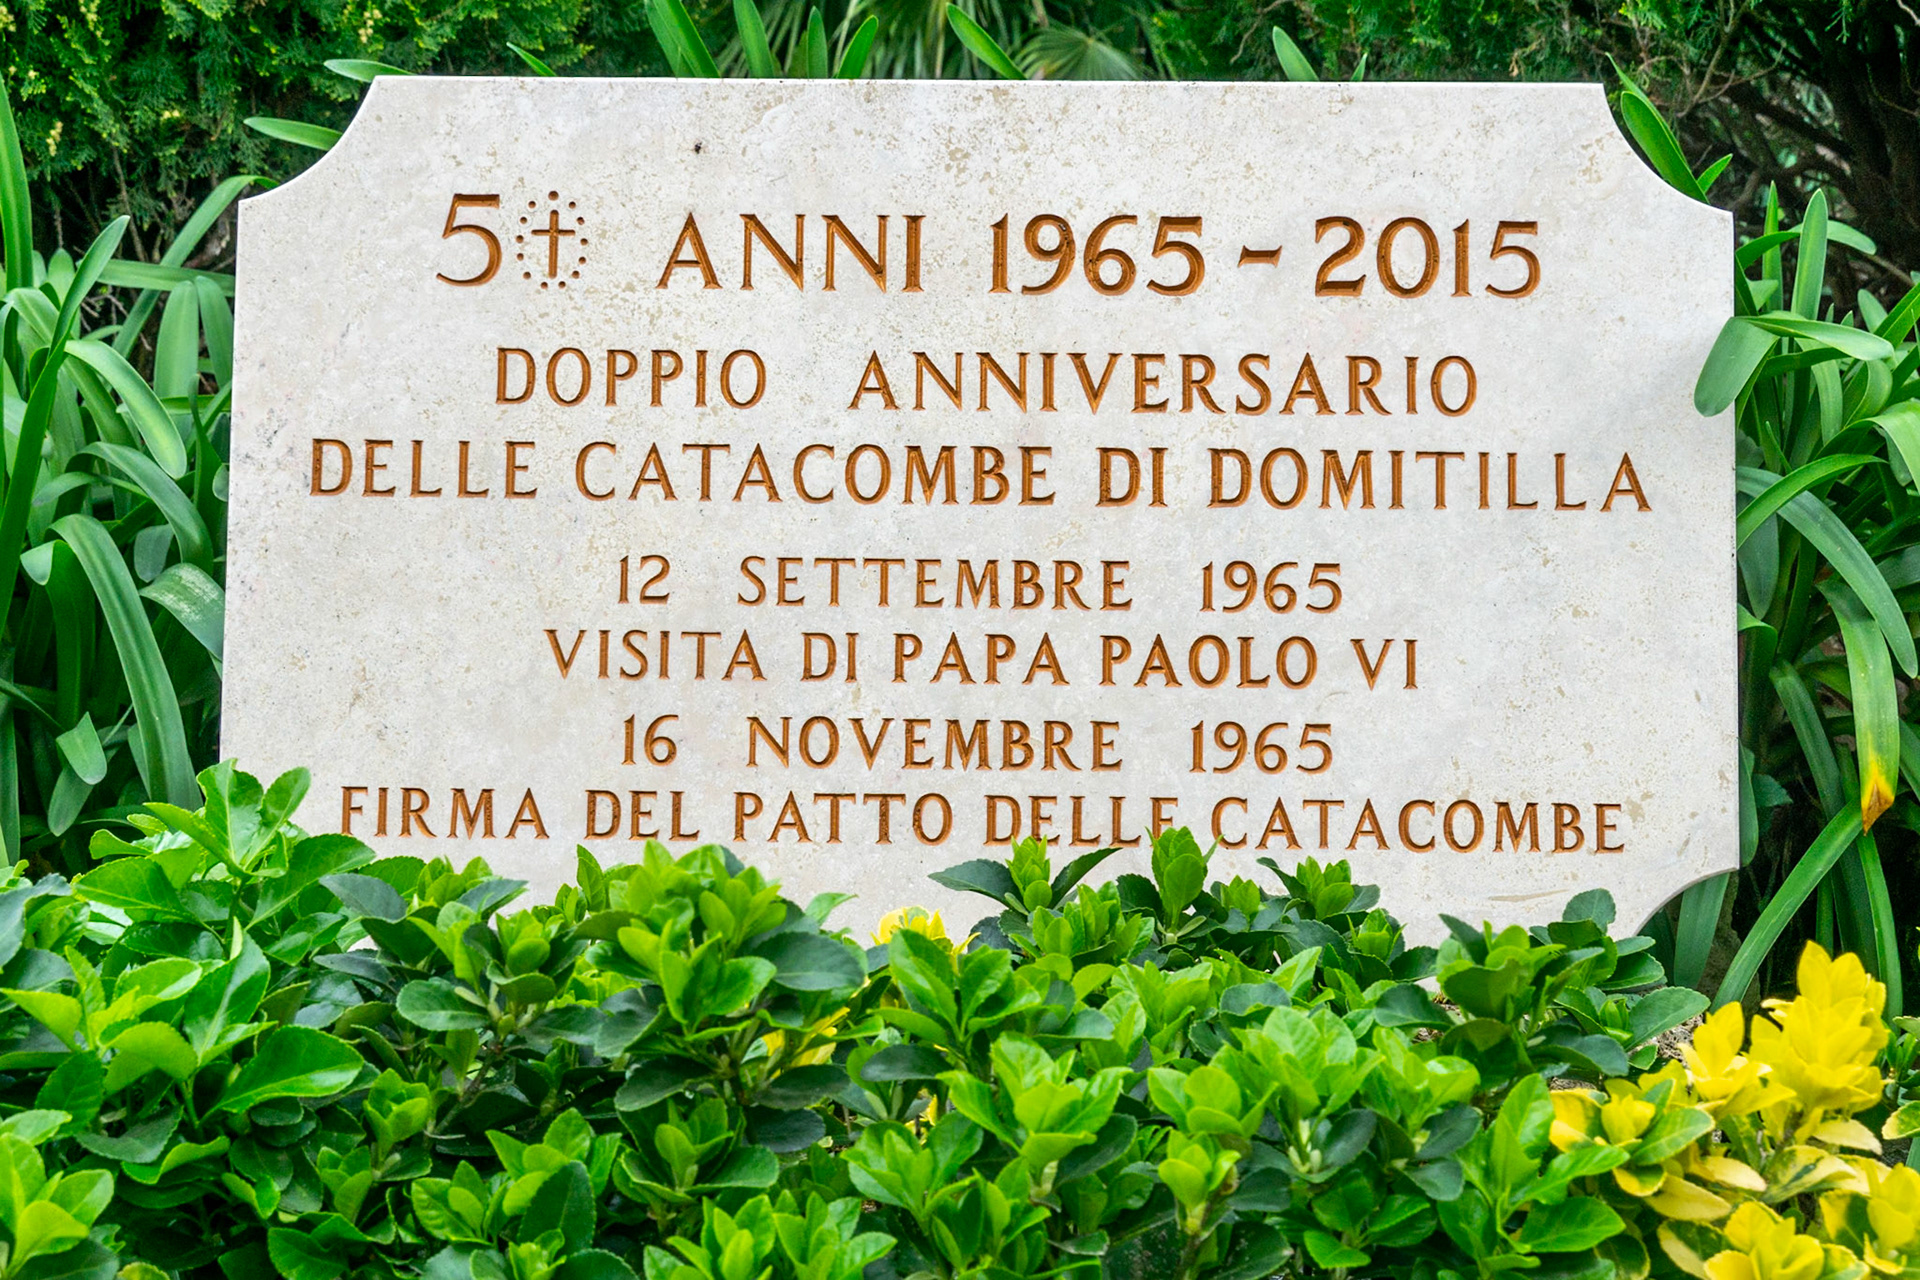 50 ANNI 1965 - 2015
DOPPIO ANNIVERSARIO
DELLE CATACOMBE DI DOMITILLA
12 SETTEMBRE 1965
VISITA DI PAPA PAOLO VI
16 NOVEMBRE 1965
FIRMA DEL PATTO DELLE CATACOMBE